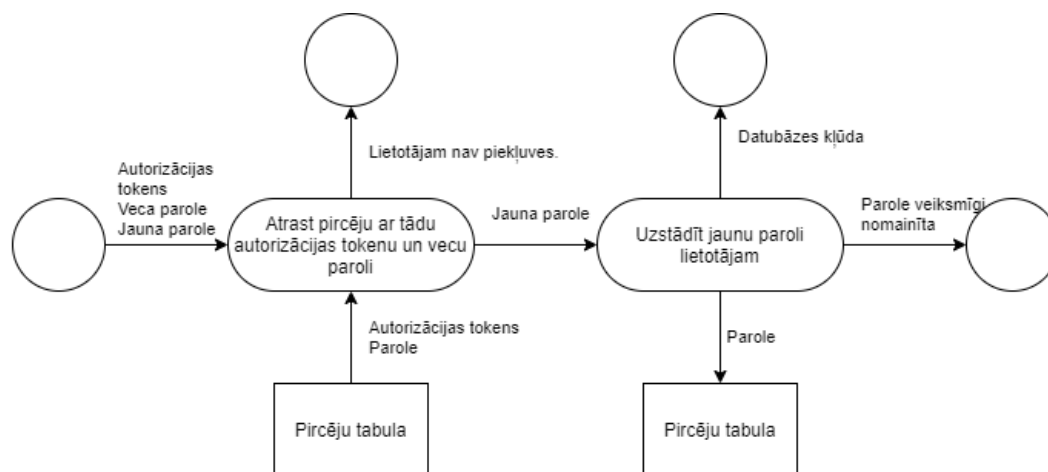 Lietotājam nav piekļuves.
Datubāzes kļūda
Autorizācijas
tokens
Veca parole
Jauna parole
Atrast pircēju ar tādu
autorizācijas tokenu un vecu
paroli
Jauna parole
Uzstādīt jaunu paroli
lietotājam
Parole veiksmīgi
nomainīta
Autorizācijas tokens
Parole
Parole
Pircēju tabula
Pircēju tabula